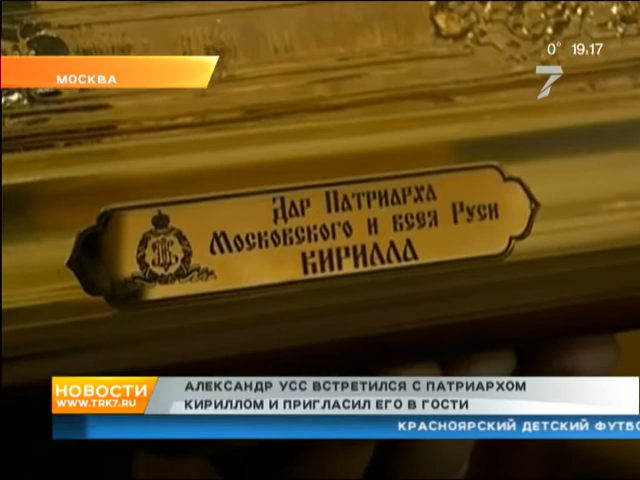 0° 19.17
МОСКВА
7
Дар Патриарха
Московского и всея Руси
КИРИЛЛА
НОВОСТИ
WWW.TRK7.RU
АЛЕКСАНДР УСС ВСТРЕТИЛСЯ С ПАТРИАРХОМ
КИРИЛЛОМ И ПРИГЛАСИЛ ЕГО В ГОСТИ
КРАСНОЯРСКИЙ ДЕТСКИЙ